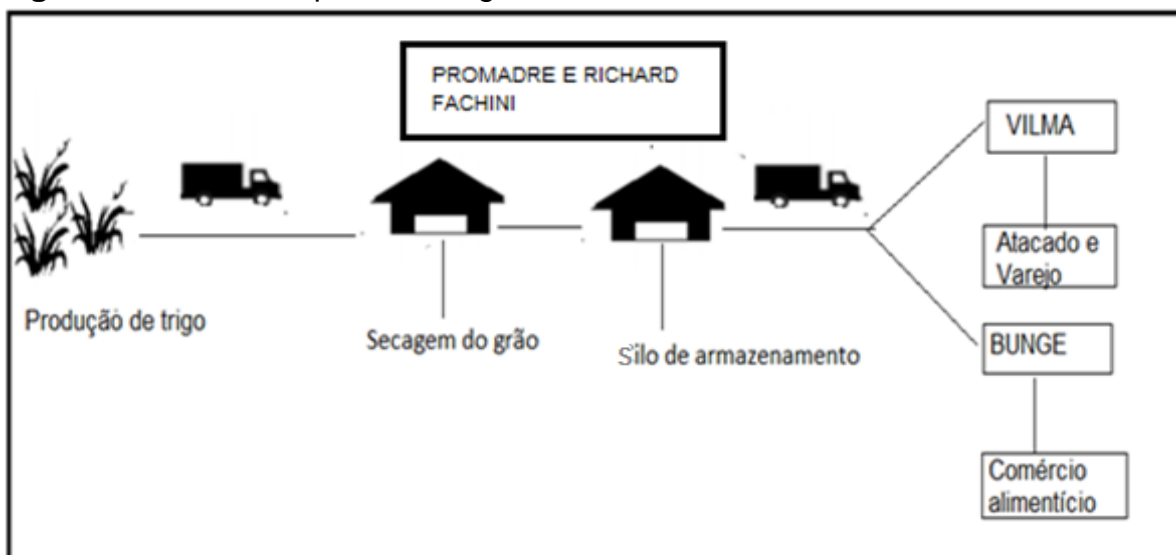 PROMADRE E RICHARD
FACHINI
VILMA
Atacado e
Varejo
Produção de trigo
Secagem do grão
Silo de armazenamento
BUNGE
Comércio
alimentício